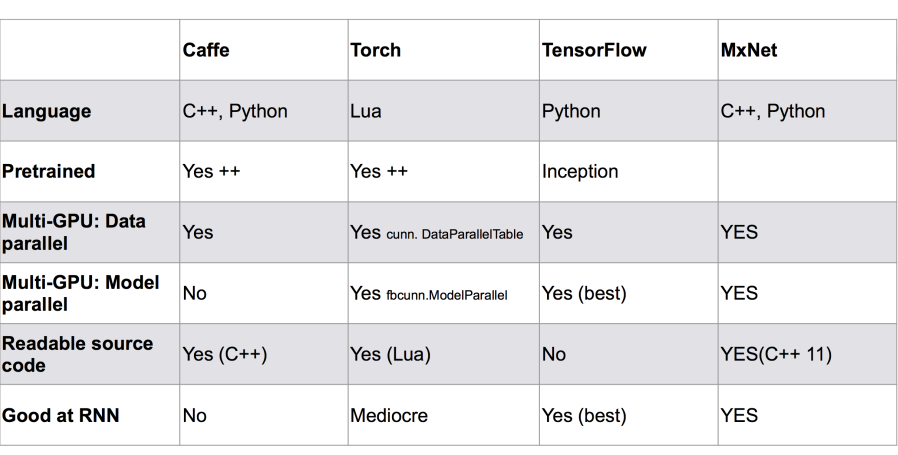 Caffe Torch TensorFlow MxNet
Language C++, Python Lua Python C++, Python
Pretrained Yes ++ Yes ++ Inception
Multi-GPU: Data parallel Yes Yes cunn. DataParallelTable Yes YES
Multi-GPU: Model parallel No Yes fbcunn.ModelParallel Yes (best) YES
Readable source code Yes (C++) Yes (Lua) No YES(C++ 11)
Good at RNN No Mediocre Yes (best) YES